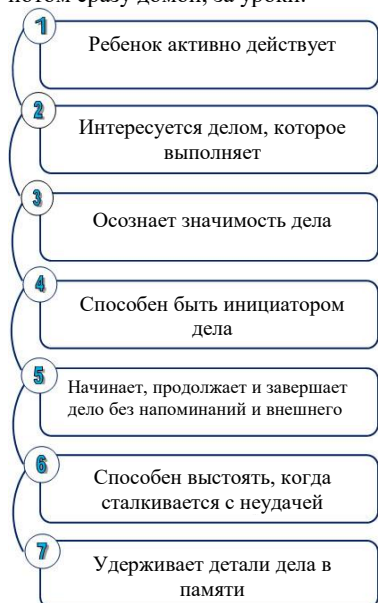 потом сразу домой, за уроки.
1
Ребенок активно действует
2
Интересуется делом, которое
выполняет
3
Осознает значимость дела
4
Способен быть инициатором
дела
5
Начинает, продолжает и завершает
дело без напоминаний и внешнего
6
Способен выстоять, когда
сталкивается с неудачей
7
Удерживает детали дела в
памяти